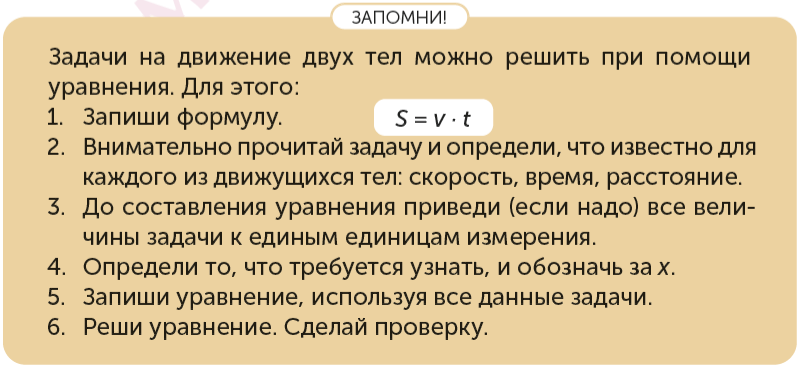 ЗАПОМНИ!
Задачи на движение двух тел можно решить при помощи
уравнения. Для этого:
1. Запиши формулу. S = v · t
2. Внимательно прочитай задачу и определи, что известно для
каждого из движущихся тел: скорость, время, расстояние.
3. До составления уравнения приведи (если надо) все вели-
чины задачи к единым единицам измерения.
4. Определи то, что требуется узнать, и обозначь за x.
5. Запиши уравнение, используя все данные задачи.
6. Реши уравнение. Сделай проверку.